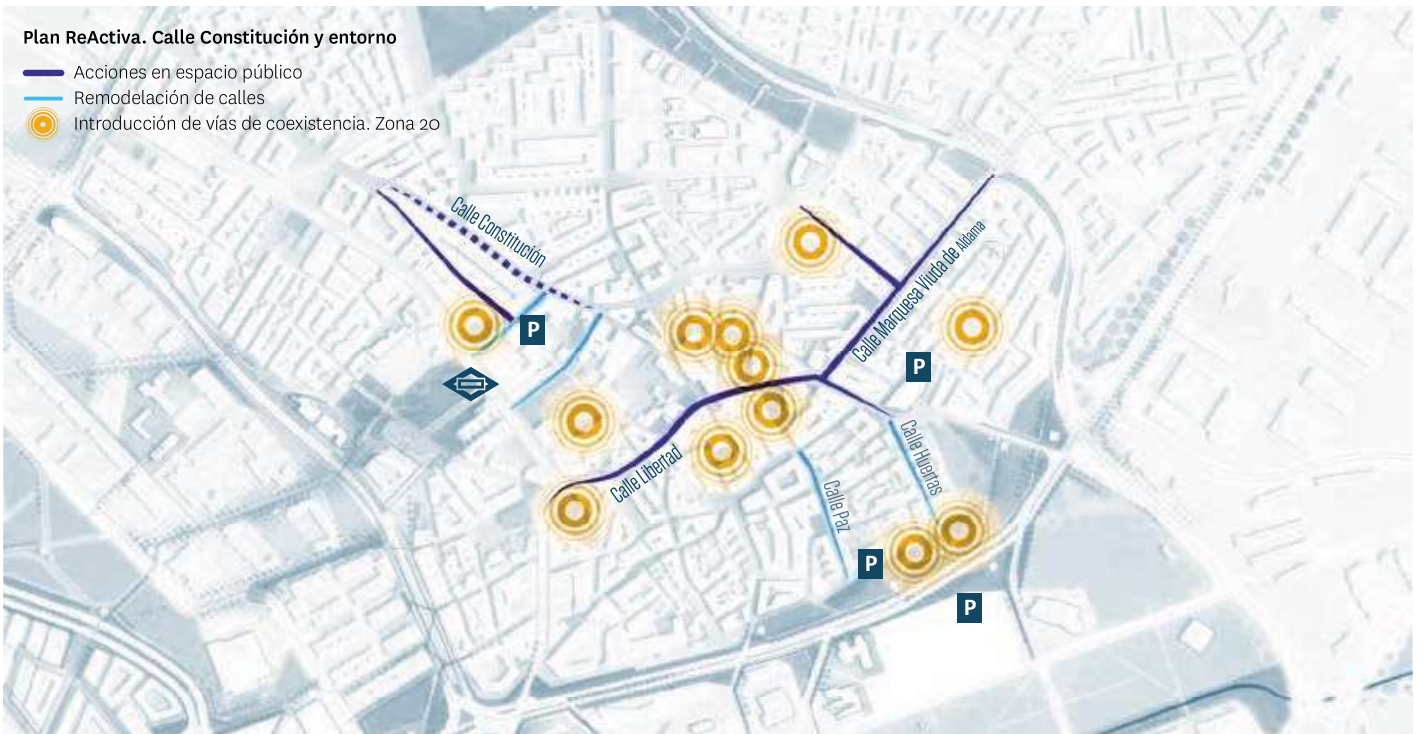 Plan ReActiva. Calle Constitución y entorno
Acciones en espacio público
Remodelación de calles
Introducción de vías de coexistencia. Zona 20
Calle Constitución
Calle Marquesa Viuda de Aldama
P
P
Calle Libertad
Calle Huertas
Calle Paz
P
P